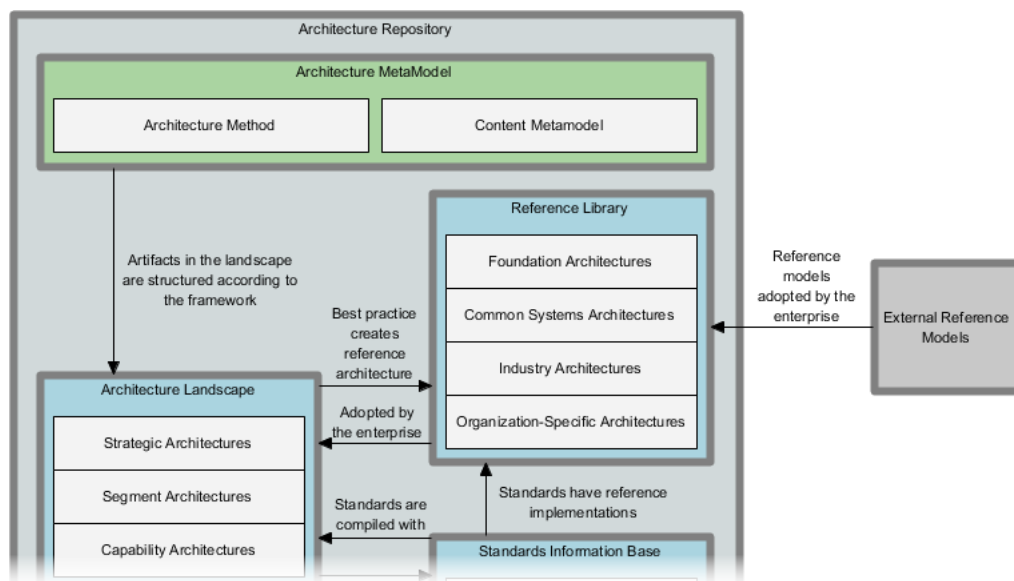 Architecture Repository
Architecture MetaModel
Architecture Method
Content Metamodel
Artifacts in the landscape
are structured according to
the framework
Reference Library
Foundation Architectures
Common Systems Architectures
Industry Architectures
Organization-Specific Architectures
Reference
models
adopted by the
enterprise
External Reference
Models
Best practice
creates
reference
architecture
Adopted by
the enterprise
Architecture Landscape
Strategic Architectures
Segment Architectures
Capability Architectures
Standards are
compiled with
Standards have reference
implementations
Standards Information Base